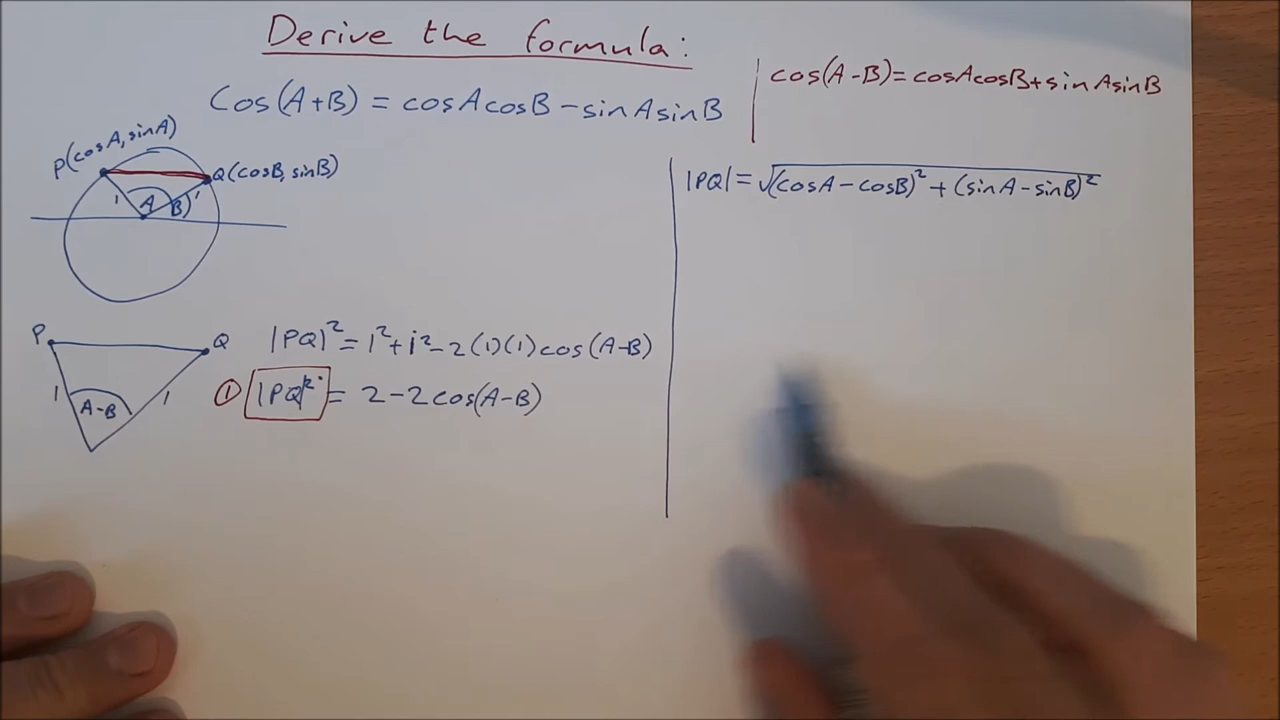 Derive the formula:
Cos(A+B) = cosAcosB - sinAsinB
cos(A-B)=cosAcosB+sinAsinB
P(cosA, sinA)
Q(cosB, sinB)
1 A B) 1
|PQ| = √(cosA - cosB)² + (sinA - sinB)²
P Q
1 A-B 1
|PQ|² = 1² + 1² - 2(1)(1)cos(A-B)
① |PQ|² = 2 - 2cos(A-B)